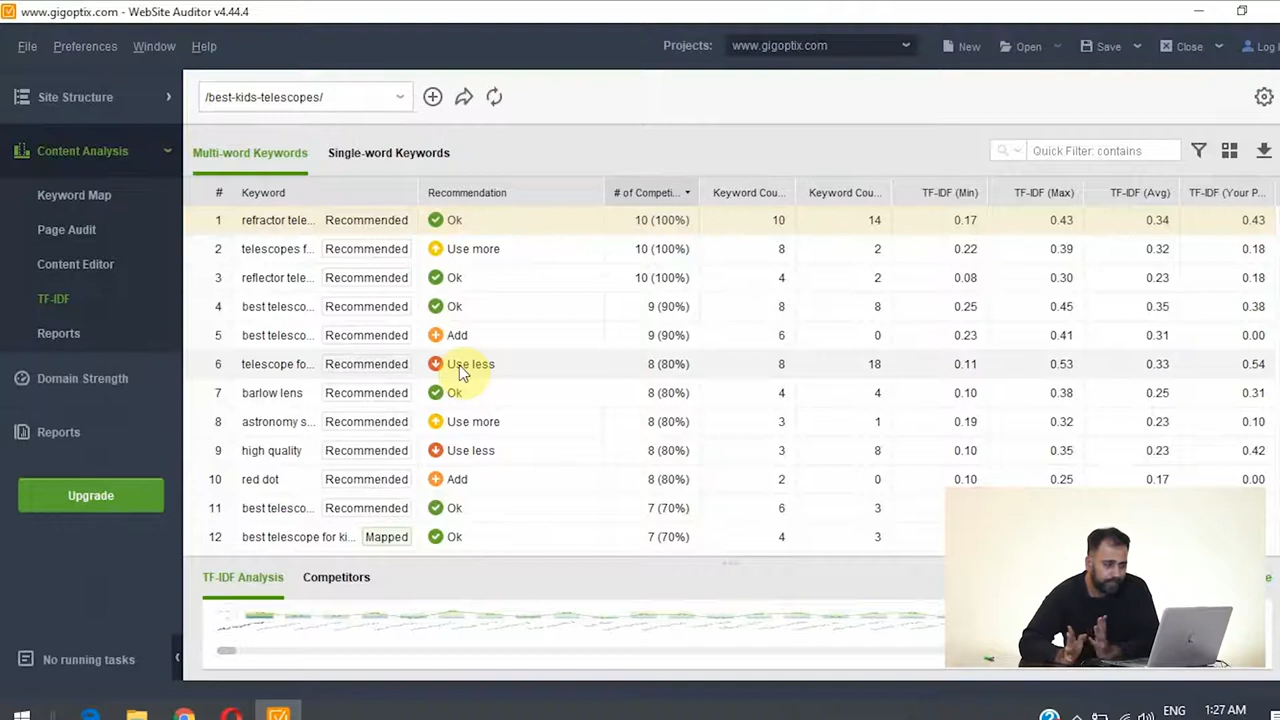 www.gigoptix.com - WebSite Auditor v4.44.4
File Preferences Window Help Projects: www.gigoptix.com New Open Save Close Log i
Site Structure
/best-kids-telescopes/
Content Analysis
Multi-word Keywords Single-word Keywords Quick Filter: contains
Keyword Map
Page Audit
Content Editor
TF-IDF
Reports
Domain Strength
Reports
Upgrade
No running tasks
# Keyword Recommendation # of Competi... Keyword Cou... Keyword Cou... TF-IDF (Min) TF-IDF (Max) TF-IDF (Avg) TF-IDF (Your P...
1 refractor tele... Recommended Ok 10 (100%) 10 14 0.17 0.43 0.34 0.43
2 telescopes f... Recommended Use more 10 (100%) 8 2 0.22 0.39 0.32 0.18
3 reflector tele... Recommended Ok 10 (100%) 4 2 0.08 0.30 0.23 0.18
4 best telesco... Recommended Ok 9 (90%) 8 8 0.25 0.45 0.35 0.38
5 best telesco... Recommended Add 9 (90%) 6 0 0.23 0.41 0.31 0.00
6 telescope fo... Recommended Use less 8 (80%) 8 18 0.11 0.53 0.33 0.54
7 barlow lens Recommended Ok 8 (80%) 4 4 0.10 0.38 0.25 0.31
8 astronomy s... Recommended Use more 8 (80%) 3 1 0.19 0.32 0.23 0.10
9 high quality Recommended Use less 8 (80%) 3 8 0.10 0.35 0.23 0.42
10 red dot Recommended Add 8 (80%) 2 0 0.10 0.25 0.17 0.00
11 best telesco... Recommended Ok 7 (70%) 6 3
12 best telescope for ki... Mapped Ok 7 (70%) 4 3
TF-IDF Analysis Competitors
ENG 1:27 AM